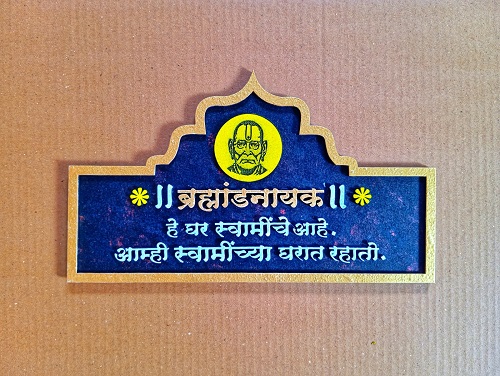 ॥ ब्रह्मांडनायक ॥
हे घर स्वामींचे आहे.
आम्ही स्वामींच्या घरात रहातो.